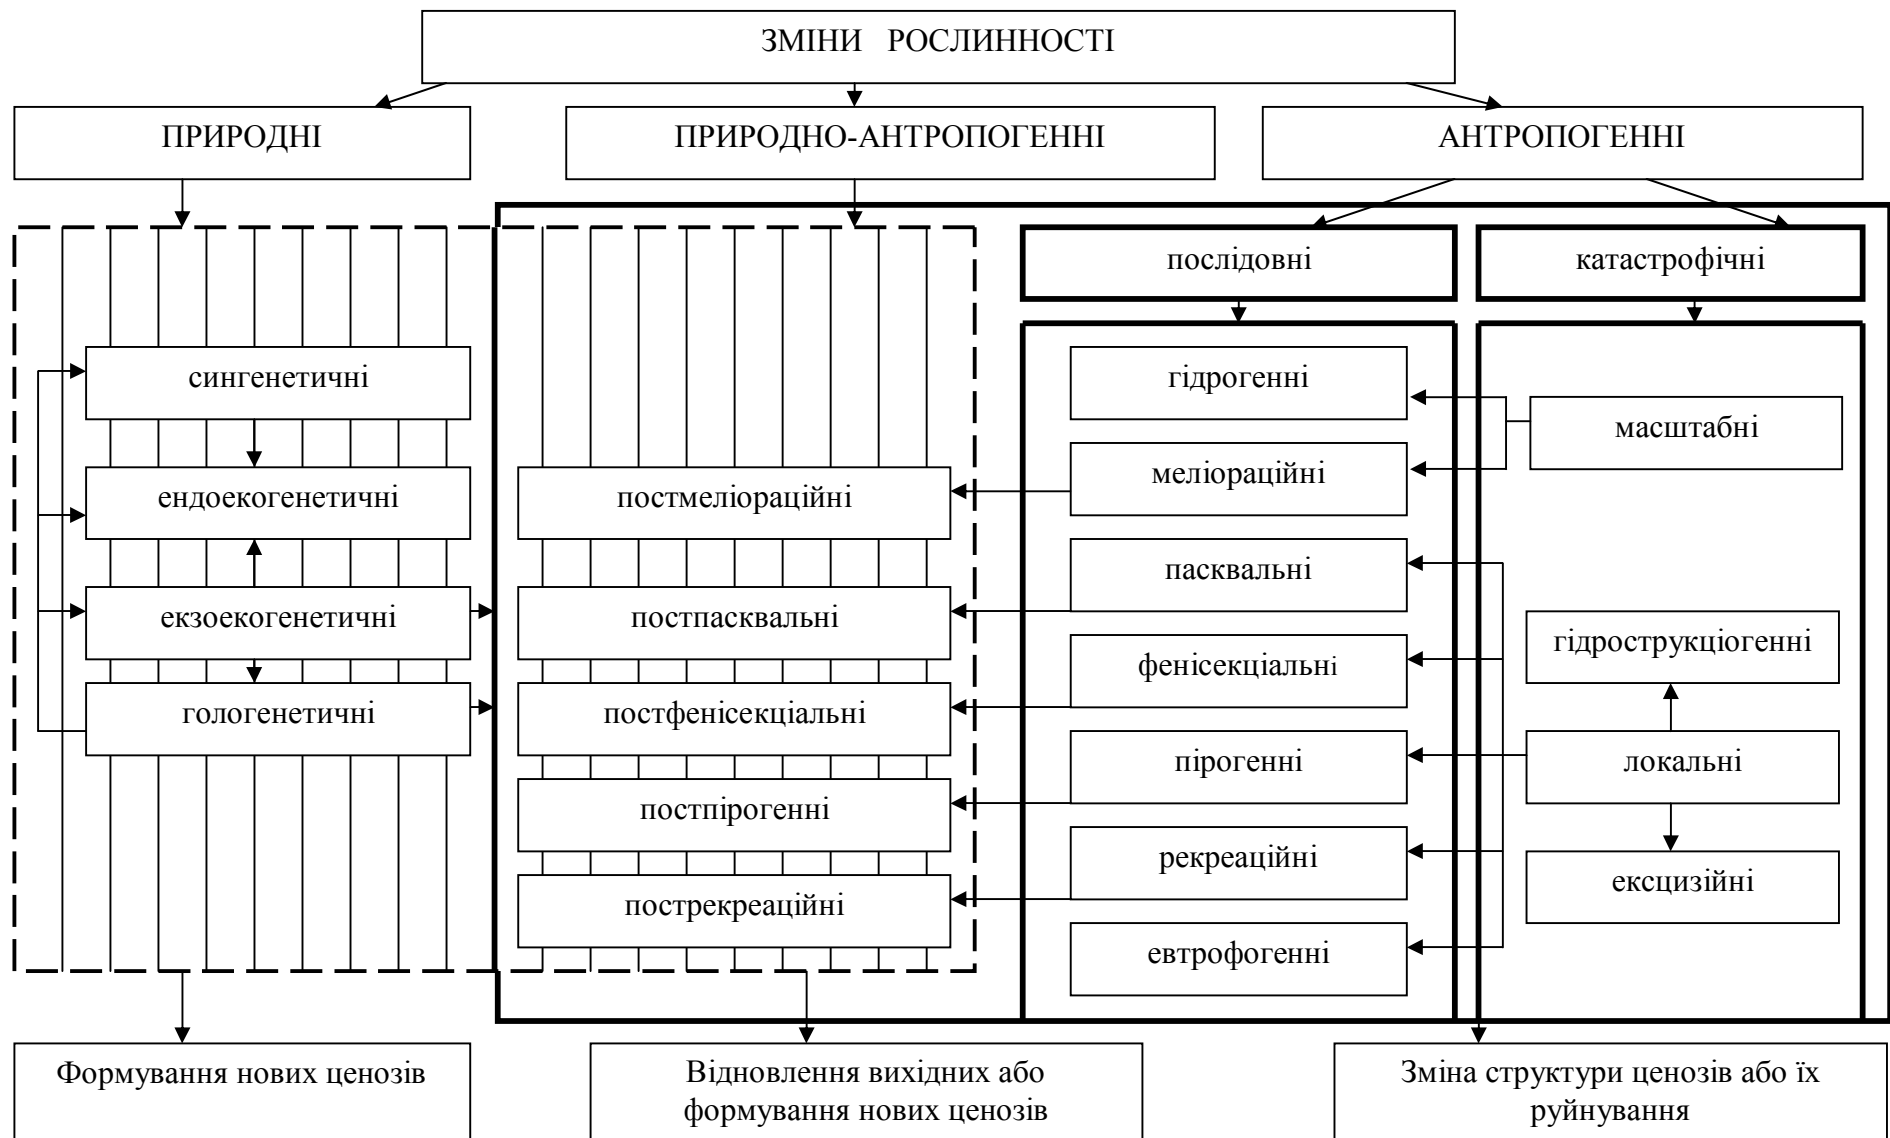 ЗМІНИ РОСЛИННОСТІ
ПРИРОДНІ
ПРИРОДНО-АНТРОПОГЕННІ
АНТРОПОГЕННІ
послідовні
катастрофічні
сингенетичні
ендоекогенетичні
екзоекогенетичні
гологенетичні
постмеліораційні
постпасквальні
постфенісекціальні
постпірогенні
пострекреаційні
гідрогенні
меліораційні
пасквальні
фенісекціальні
пірогенні
рекреаційні
евтрофогенні
масштабні
гідрострукціогенні
локальні
ексцизійні
Формування нових ценозів
Відновлення вихідних або
формування нових ценозів
Зміна структури ценозів або їх
руйнування